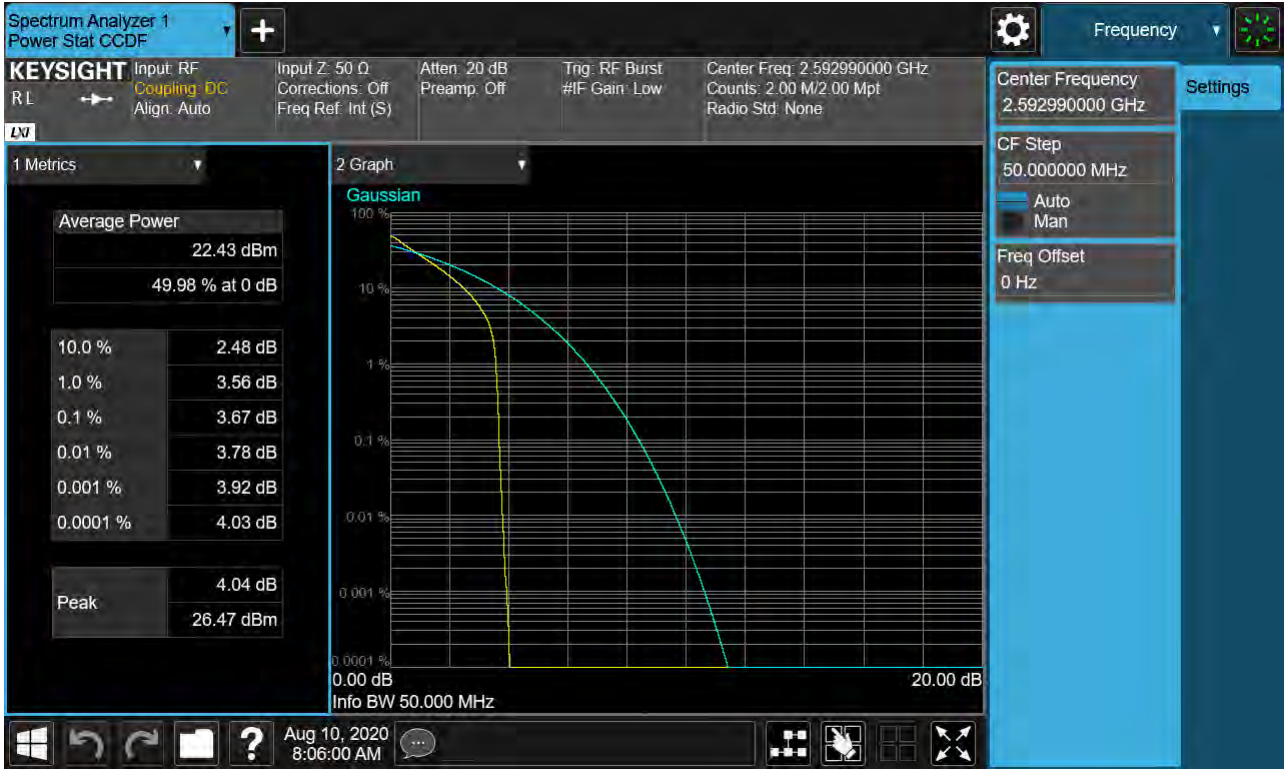 Spectrum Analyzer 1
Power Stat CCDF
Frequency
KEYSIGHT
R L
LXI
Input: RF
Coupling: DC
Align: Auto
Input Z: 50 Ω
Corrections: Off
Freq Ref: Int (S)
Atten: 20 dB
Preamp: Off
Trig: RF Burst
#IF Gain: Low
Center Freq: 2.592990000 GHz
Counts: 2.00 M/2.00 Mpt
Radio Std: None
Center Frequency
2.592990000 GHz
Settings
CF Step
50.000000 MHz
Auto
Man
Freq Offset
0 Hz
1 Metrics
Average Power
22.43 dBm
49.98 % at 0 dB
10.0 % 2.48 dB
1.0 % 3.56 dB
0.1 % 3.67 dB
0.01 % 3.78 dB
0.001 % 3.92 dB
0.0001 % 4.03 dB
Peak
4.04 dB
26.47 dBm
2 Graph
Gaussian
100 %
10 %
1 %
0.1 %
0.01 %
0.001 %
0.0001 %
0.00 dB 20.00 dB
Info BW 50.000 MHz
?
Aug 10, 2020
8:06:00 AM